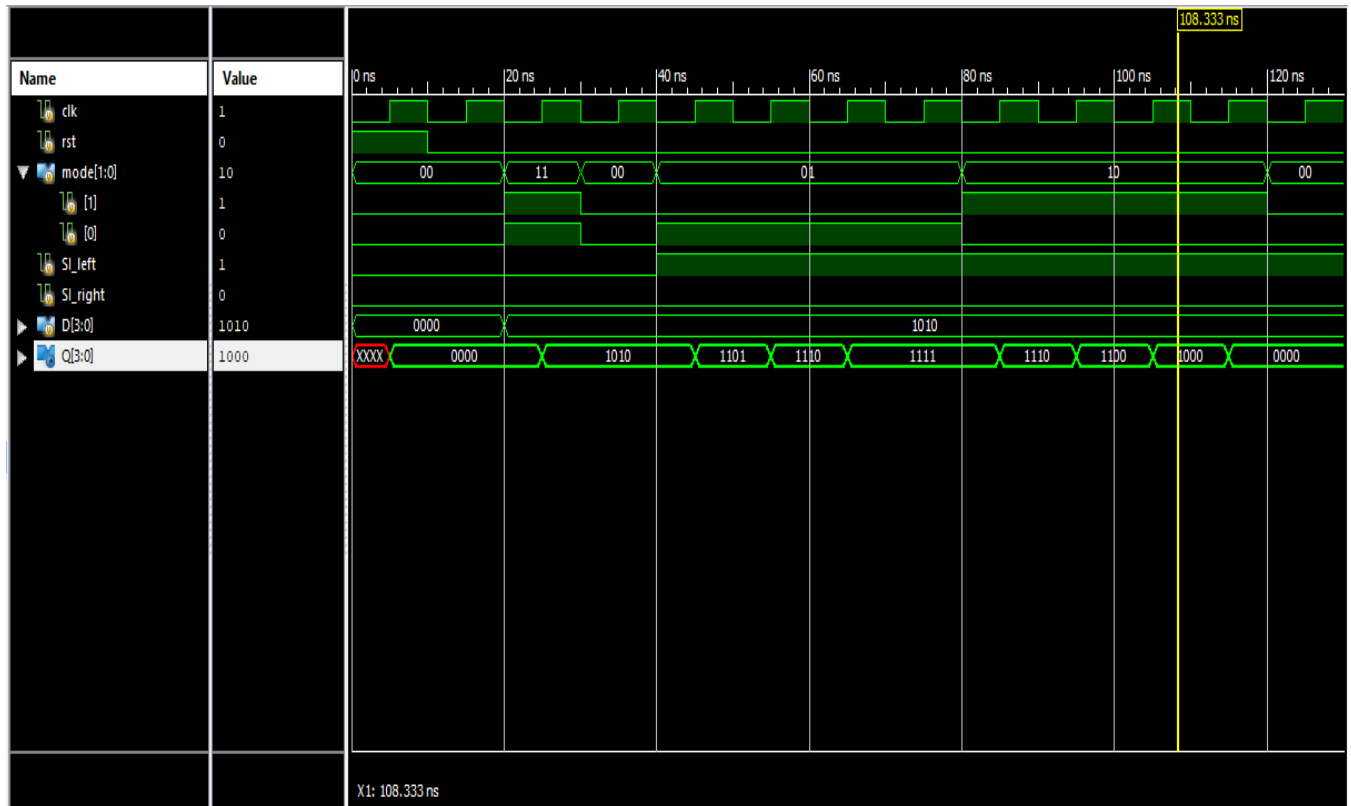 108.333 ns
Name Value 0 ns 20 ns 40 ns 60 ns 80 ns 100 ns 120 ns
clk 1
rst 0
mode[1:0] 10 00 11 00 01 10 00
[1] 1
[0] 0
SI_left 1
SI_right 0
D[3:0] 1010 0000 1010
Q[3:0] 1000 XXXX 0000 1010 1101 1110 1111 1110 1100 1000 0000
X1: 108.333 ns